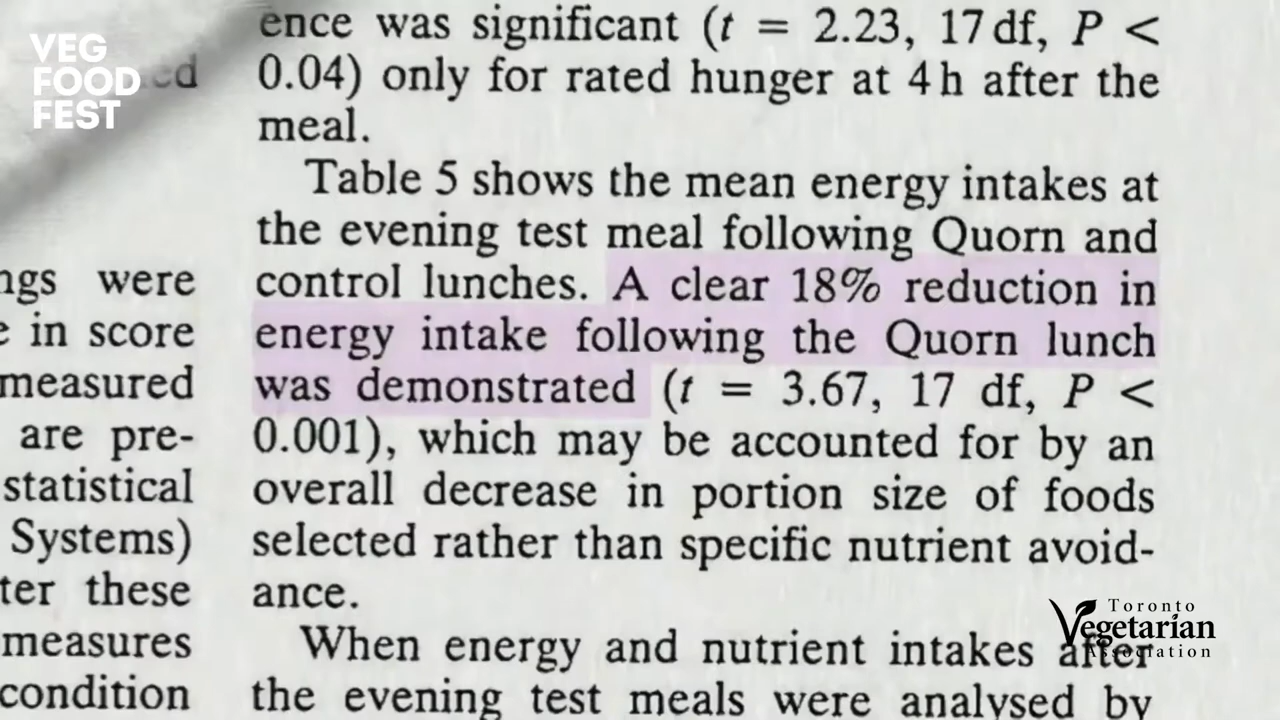 VEG
FOOD
FEST
ngs were
in score
measured
are pre-
statistical
Systems)
ter these
measures
condition
ence was significant (t = 2.23, 17 df, P <
0.04) only for rated hunger at 4 h after the
meal.
Table 5 shows the mean energy intakes at
the evening test meal following Quorn and
control lunches. A clear 18% reduction in
energy intake following the Quorn lunch
was demonstrated (t = 3.67, 17 df, P <
0.001), which may be accounted for by an
overall decrease in portion size of foods
selected rather than specific nutrient avoid-
ance.
When energy and nutrient intakes after
the evening test meals were analysed by
Toronto
Vegetarian
Association